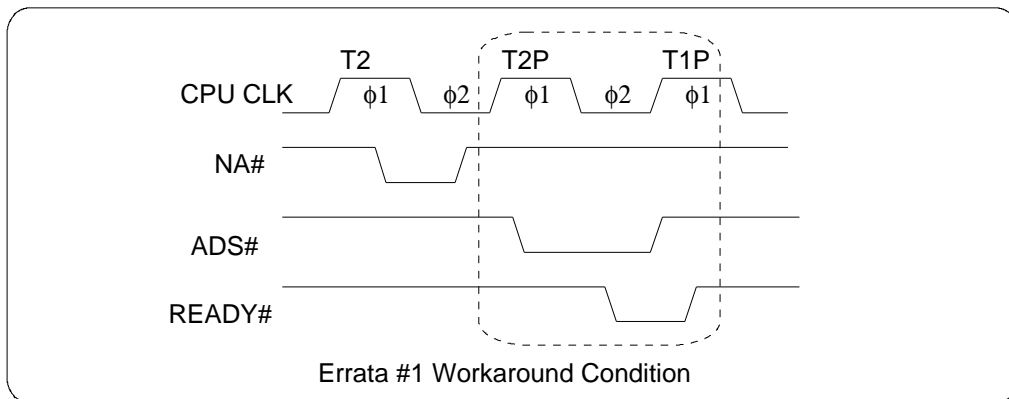 T2 T2P T1P
CPU CLK ϕ1 ϕ2 ϕ1 ϕ2 ϕ1
NA#
ADS#
READY#
Errata #1 Workaround Condition